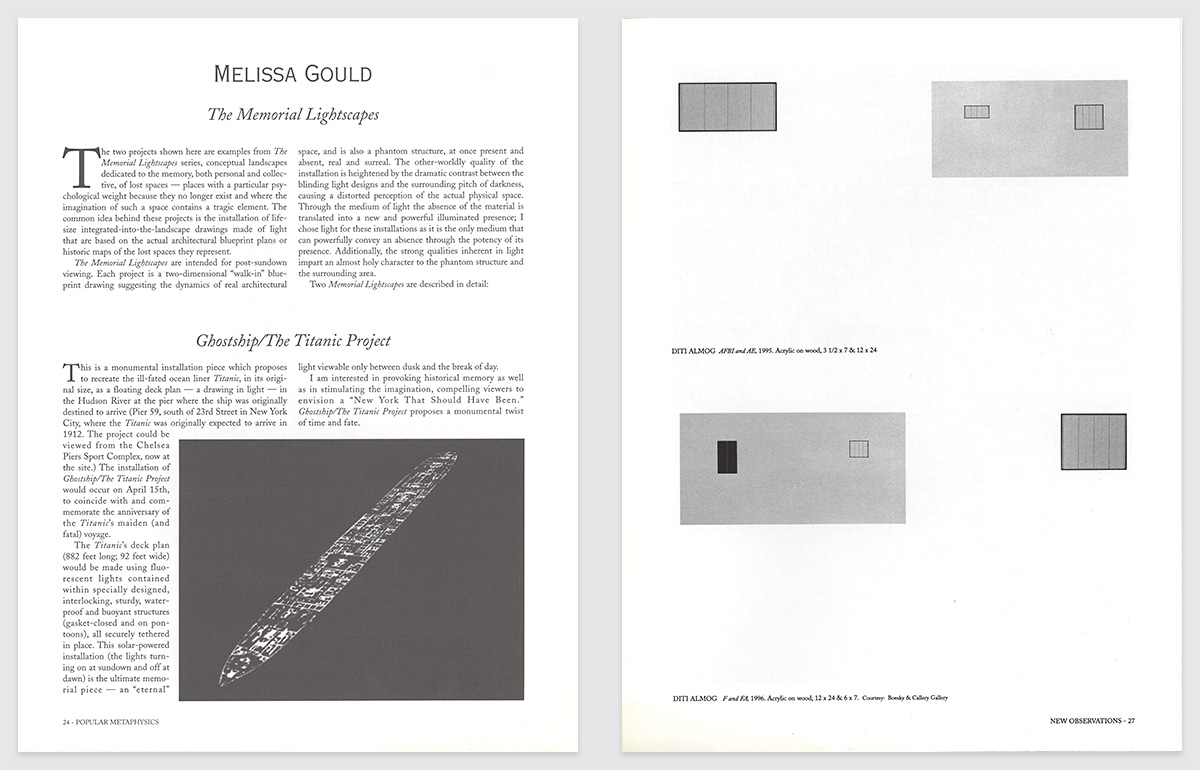 MELISSA GOULD
The Memorial Lightscapes
The two projects shown here are examples from The
Memorial Lightscapes series, conceptual landscapes
dedicated to the memory, both personal and collec-
tive, of lost spaces — places with a particular psy-
chological weight because they no longer exist and where the
imagination of such a space contains a tragic element. The
common idea behind these projects is the installation of life-
size integrated-into-the-landscape drawings made of light
that are based on the actual architectural blueprint plans or
historic maps of the lost spaces they represent.
The Memorial Lightscapes are intended for post-sundown
viewing. Each project is a two-dimensional “walk-in” blue-
print drawing suggesting the dynamics of real architectural
space, and is also a phantom structure, at once present and
absent, real and surreal. The other-worldly quality of the
installation is heightened by the dramatic contrast between the
blinding light designs and the surrounding pitch of darkness,
causing a distorted perception of the actual physical space.
Through the medium of light the absence of the material is
translated into a new and powerful illuminated presence; I
chose light for these installations as it is the only medium that
can powerfully convey an absence through the potency of its
presence. Additionally, the strong qualities inherent in light
impart an almost holy character to the phantom structure and
the surrounding area.
Two Memorial Lightscapes are described in detail:
Ghostship/The Titanic Project
This is a monumental installation piece which proposes
to recreate the ill-fated ocean liner Titanic, in its origi-
nal size, as a floating deck plan — a drawing in light — in
the Hudson River at the pier where the ship was originally
destined to arrive (Pier 59, south of 23rd Street in New York
City, where the Titanic was originally expected to arrive in
1912. The project could be
viewed from the Chelsea
Piers Sport Complex, now at
the site.) The installation of
Ghostship/The Titanic Project
would occur on April 15th,
to coincide with and com-
memorate the anniversary of
the Titanic's maiden (and
fatal) voyage.
The Titanic's deck plan
(882 feet long; 92 feet wide)
would be made using fluo-
rescent lights contained
within specially designed,
interlocking, sturdy, water-
proof and buoyant structures
(gasket-closed and on pon-
toons), all securely tethered
in place. This solar-powered
installation (the lights turn-
ing on at sundown and off at
dawn) is the ultimate memo-
rial piece — an “eternal”
light viewable only between dusk and the break of day.
I am interested in provoking historical memory as well
as in stimulating the imagination, compelling viewers to
envision a “New York That Should Have Been.”
Ghostship/The Titanic Project proposes a monumental twist
of time and fate.
24 - POPULAR METAPHYSICS
DITI ALMOG AFBI and AE, 1995. Acrylic on wood, 3 1/2 x 7 & 12 x 24
DITI ALMOG F and FA, 1996. Acrylic on wood, 12 x 24 & 6 x 7. Courtesy: Boesky & Callery Gallery
NEW OBSERVATIONS - 27